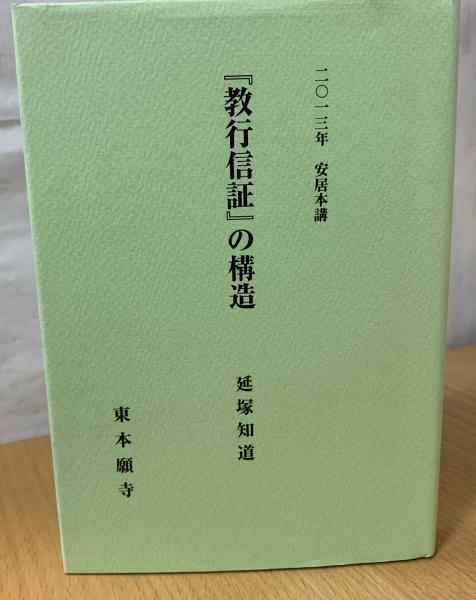 二〇一三年 安居本講
『教行信証』の構造
延塚知道
東本願寺